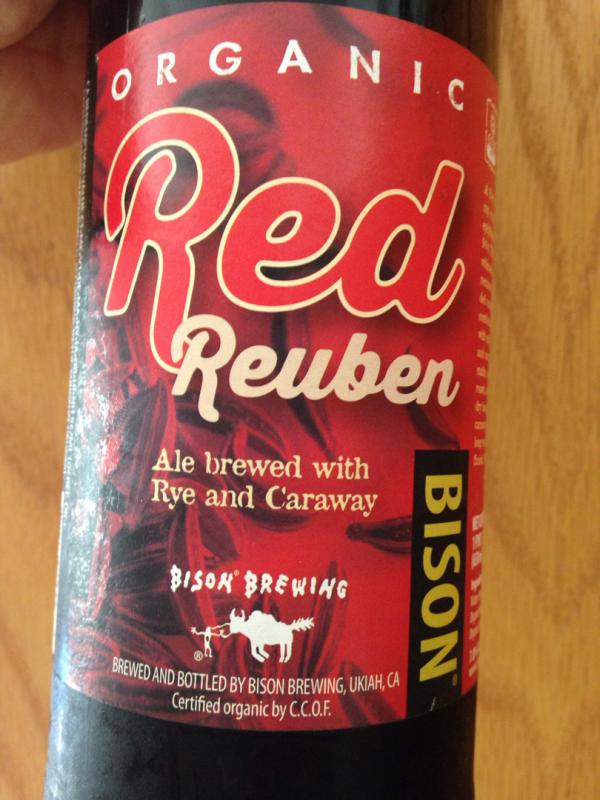 ORGANIC
Red
Reuben
Ale brewed with
Rye and Caraway
BISON
BISON® BREWING
®
BREWED AND BOTTLED BY BISON BREWING, UKIAH, CA
Certified organic by C.C.O.F.